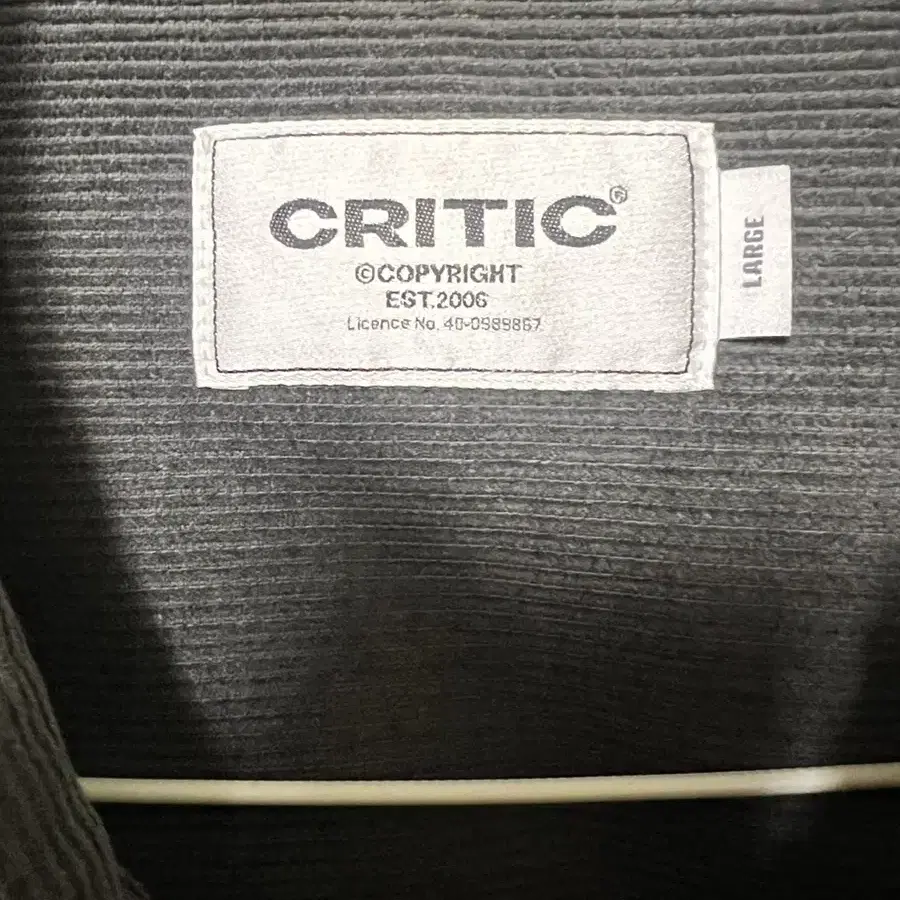 CRITIC®
©COPYRIGHT
EST.2006
Licence No. 40-0989867
LARGE